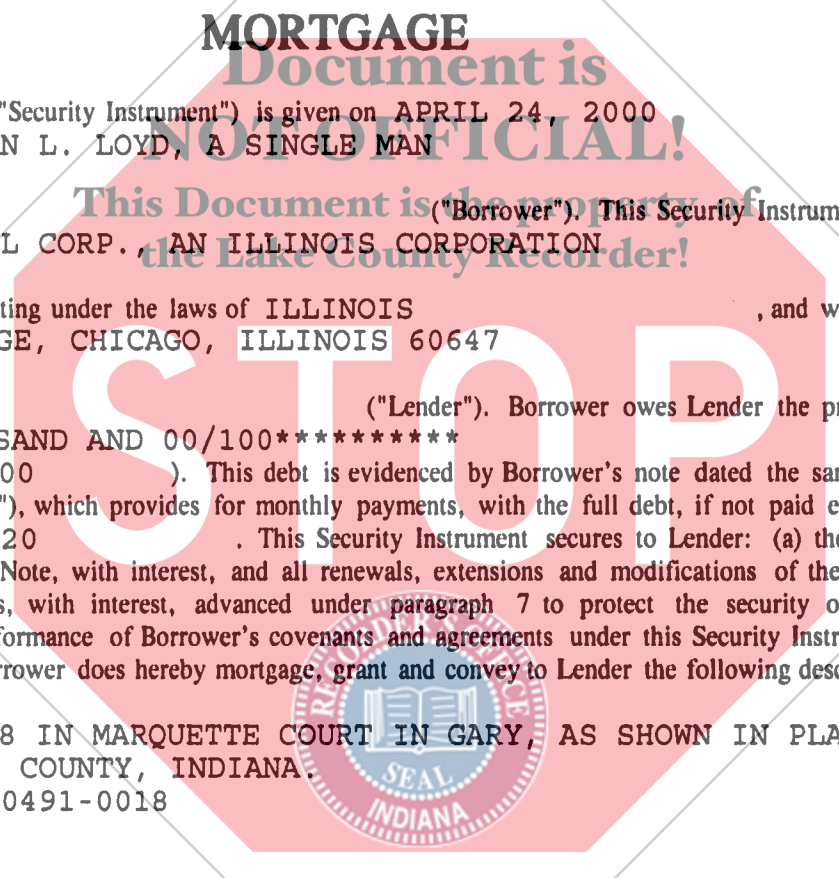 MORTGAGE
Document is
"Security Instrument") is given on APRIL 24, 2000
NOT OFFICIAL!
N L. LOYD, A SINGLE MAN
This Document is the property of
("Borrower"). This Security Instrum
L CORP., AN ILLINOIS CORPORATION
the Lake County Recorder!
ting under the laws of ILLINOIS , and w
GE, CHICAGO, ILLINOIS 60647
STOP
("Lender"). Borrower owes Lender the pr
SAND AND 00/100**********
00 ). This debt is evidenced by Borrower's note dated the sar
"), which provides for monthly payments, with the full debt, if not paid e
20 . This Security Instrument secures to Lender: (a) the
Note, with interest, and all renewals, extensions and modifications of the
s, with interest, advanced under paragraph 7 to protect the security o
formance of Borrower's covenants and agreements under this Security Instr
rrower does hereby mortgage, grant and convey to Lender the following desc
RECORDER'S OFFICE
8 IN MARQUETTE COURT IN GARY, AS SHOWN IN PLA
COUNTY, INDIANA.
SEAL
0491-0018
INDIANA